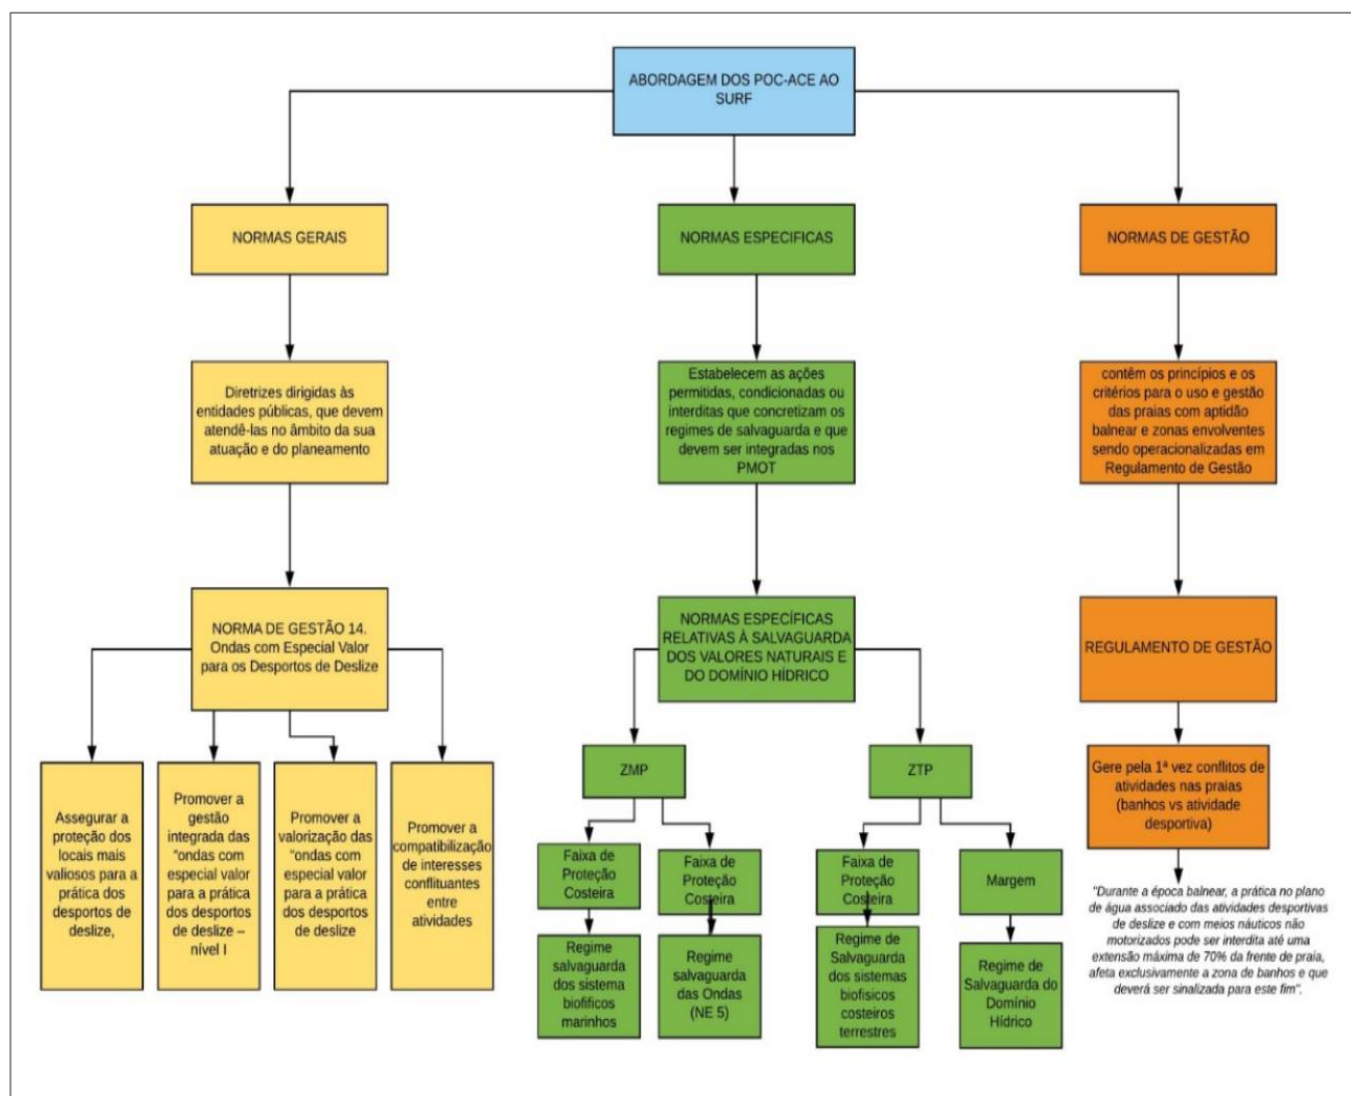 ABORDAGEM DOS POC-ACE AO
SURF
NORMAS GERAIS
NORMAS ESPECIFICAS
NORMAS DE GESTÃO
Diretrizes dirigidas às
entidades públicas, que devem
atendê-las no âmbito da sua
atuação e do planeamento
Estabelecem as ações
permitidas, condicionadas ou
interditas que concretizam os
regimes de salvaguarda e que
devem ser integradas nos
PMOT
contêm os princípios e os
critérios para o uso e gestão
das praias com aptidão
balnear e zonas envolventes
sendo operacionalizadas em
Regulamento de Gestão
NORMA DE GESTÃO 14.
Ondas com Especial Valor
para os Desportos de Deslize
NORMAS ESPECÍFICAS
RELATIVAS À SALVAGUARDA
DOS VALORES NATURAIS E
DO DOMÍNIO HÍDRICO
REGULAMENTO DE GESTÃO
Assegurar a
proteção dos
locais mais
valiosos para a
prática dos
desportos de
deslize,
Promover a
gestão
integrada das
“ondas com
especial valor
para a prática
dos desportos
de deslize –
nível I
Promover a
valorização das
“ondas com
especial valor
para a prática
dos desportos
de deslize
Promover a
compatibilização
de interesses
conflituantes
entre
atividades
ZMP
ZTP
Gere pela 1ª vez conflitos de
atividades nas praias
(banhos vs atividade
desportiva)
Faixa de
Proteção
Costeira
Faixa de
Proteção
Costeira
Faixa de
Proteção
Costeira
Margem
Regime
salvaguarda
dos sistema
biofificos
marinhos
Regime
salvaguarda
das Ondas
(NE 5)
Regime de
Salvaguarda
dos sistemas
biofisicos
costeiros
terrestres
Regime de
Salvaguarda do
Domínio
Hídrico
"Durante a época balnear, a prática no plano
de água associado das atividades desportivas
de deslize e com meios náuticos não
motorizados pode ser interdita até uma
extensão máxima de 70% da frente de praia,
afeta exclusivamente a zona de banhos e que
deverá ser sinalizada para este fim".